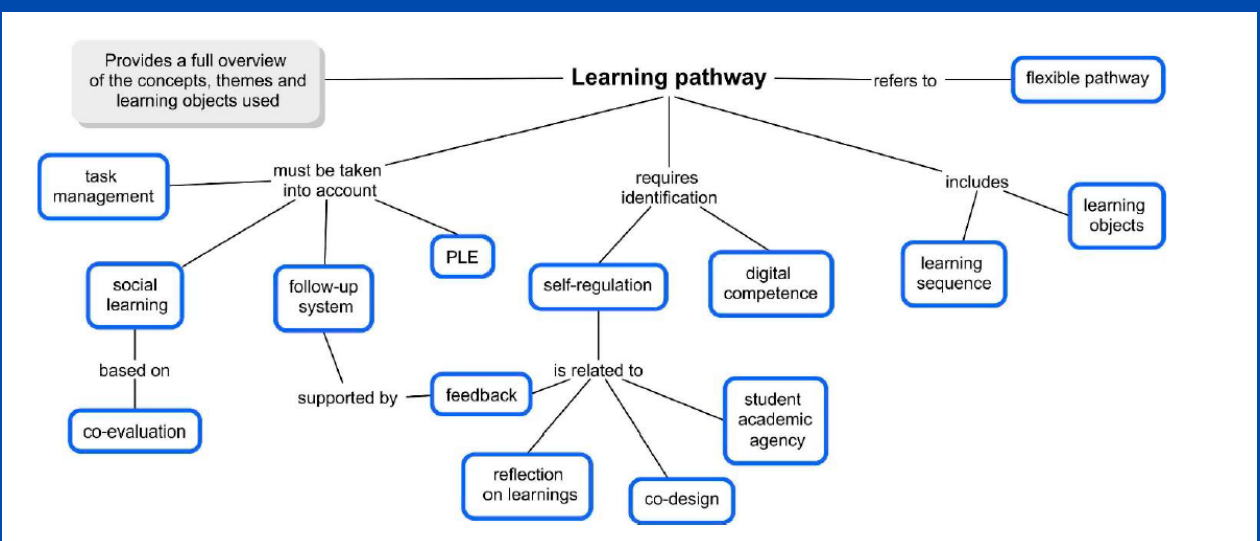 Provides a full overview
of the concepts, themes and
learning objects used
Learning pathway
refers to
flexible pathway
task
management
must be taken
into account
requires
identification
includes
learning
objects
social
learning
follow-up
system
PLE
self-regulation
digital
competence
learning
sequence
based on
co-evaluation
supported by
feedback
is related to
student
academic
agency
reflection
on learnings
co-design